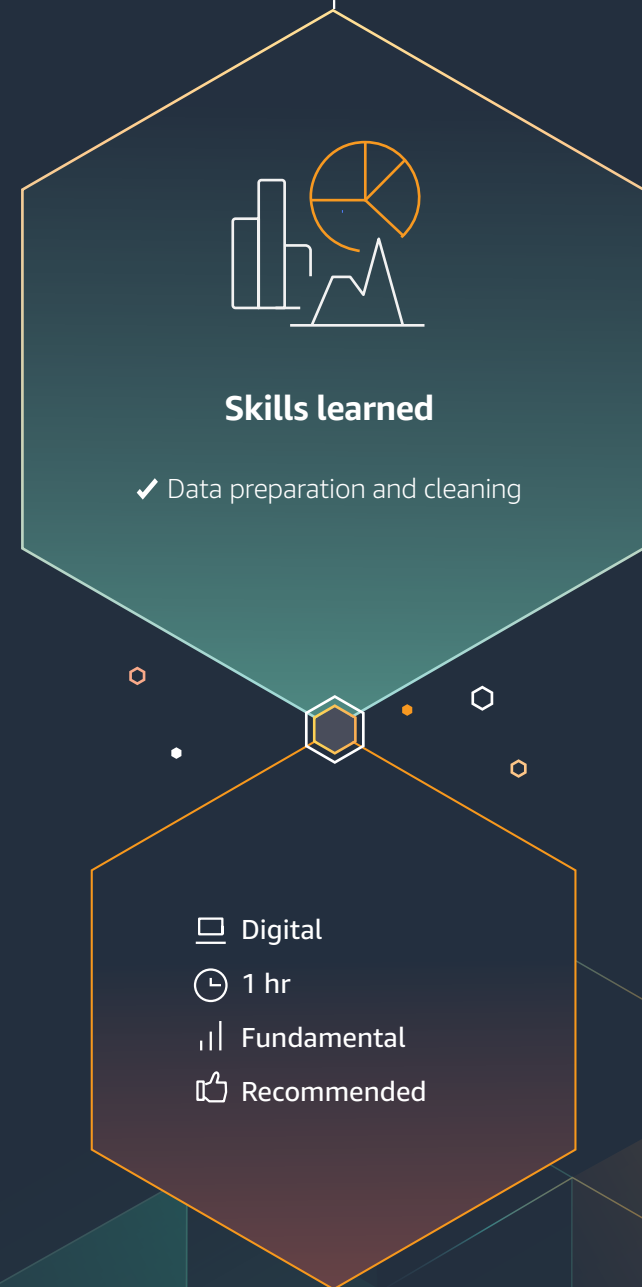 Skills learned
✔ Data preparation and cleaning
Digital
1 hr
Fundamental
Recommended